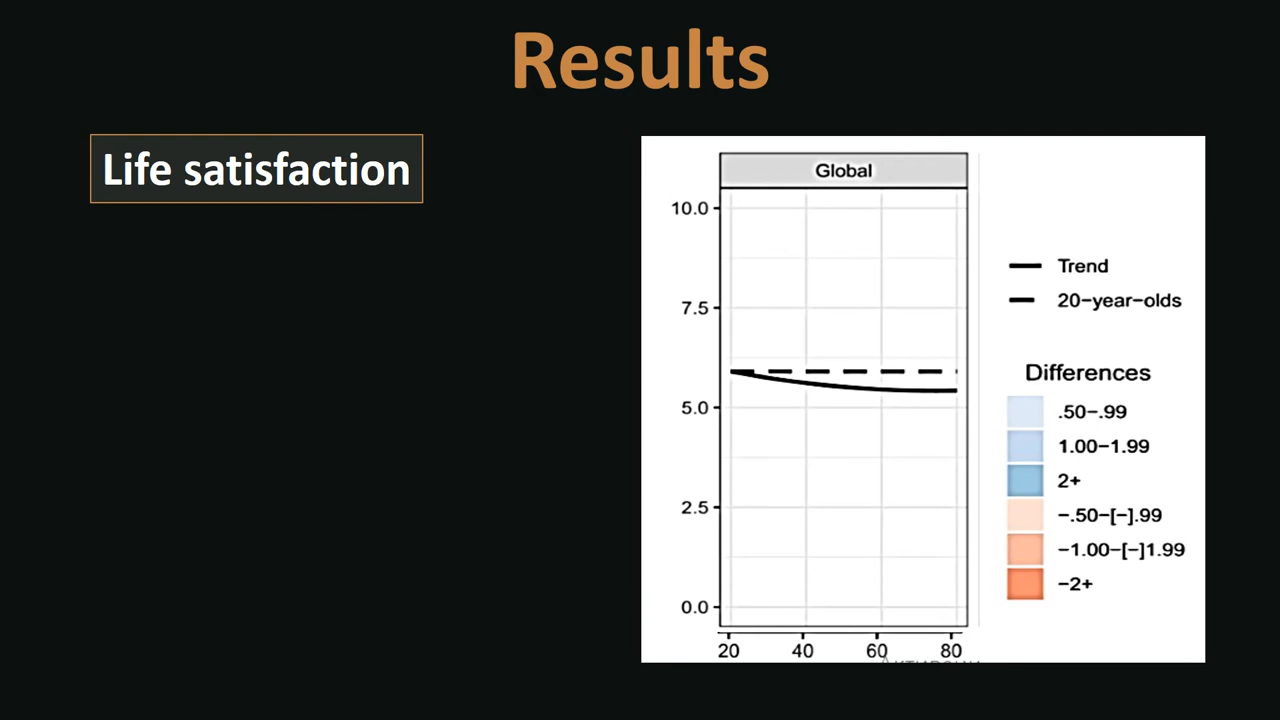 Results
Life satisfaction
Global
10.0
7.5
5.0
2.5
0.0
20 40 60 80
Trend
20−year−olds
Differences
.50−.99
1.00−1.99
2+
−.50−[−].99
−1.00−[−]1.99
−2+